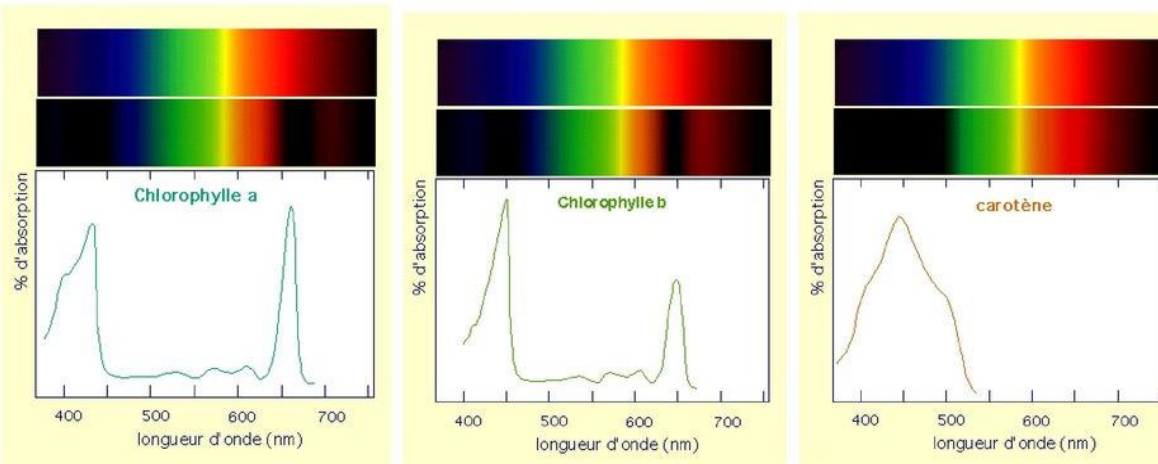 Chlorophylle a
% d'absorption
400 500 600 700
longueur d'onde (nm)
Chlorophylle b
% d'absorption
400 500 600 700
longueur d'onde (nm)
carotène
% d'absorption
400 500 600 700
longueur d'onde (nm)